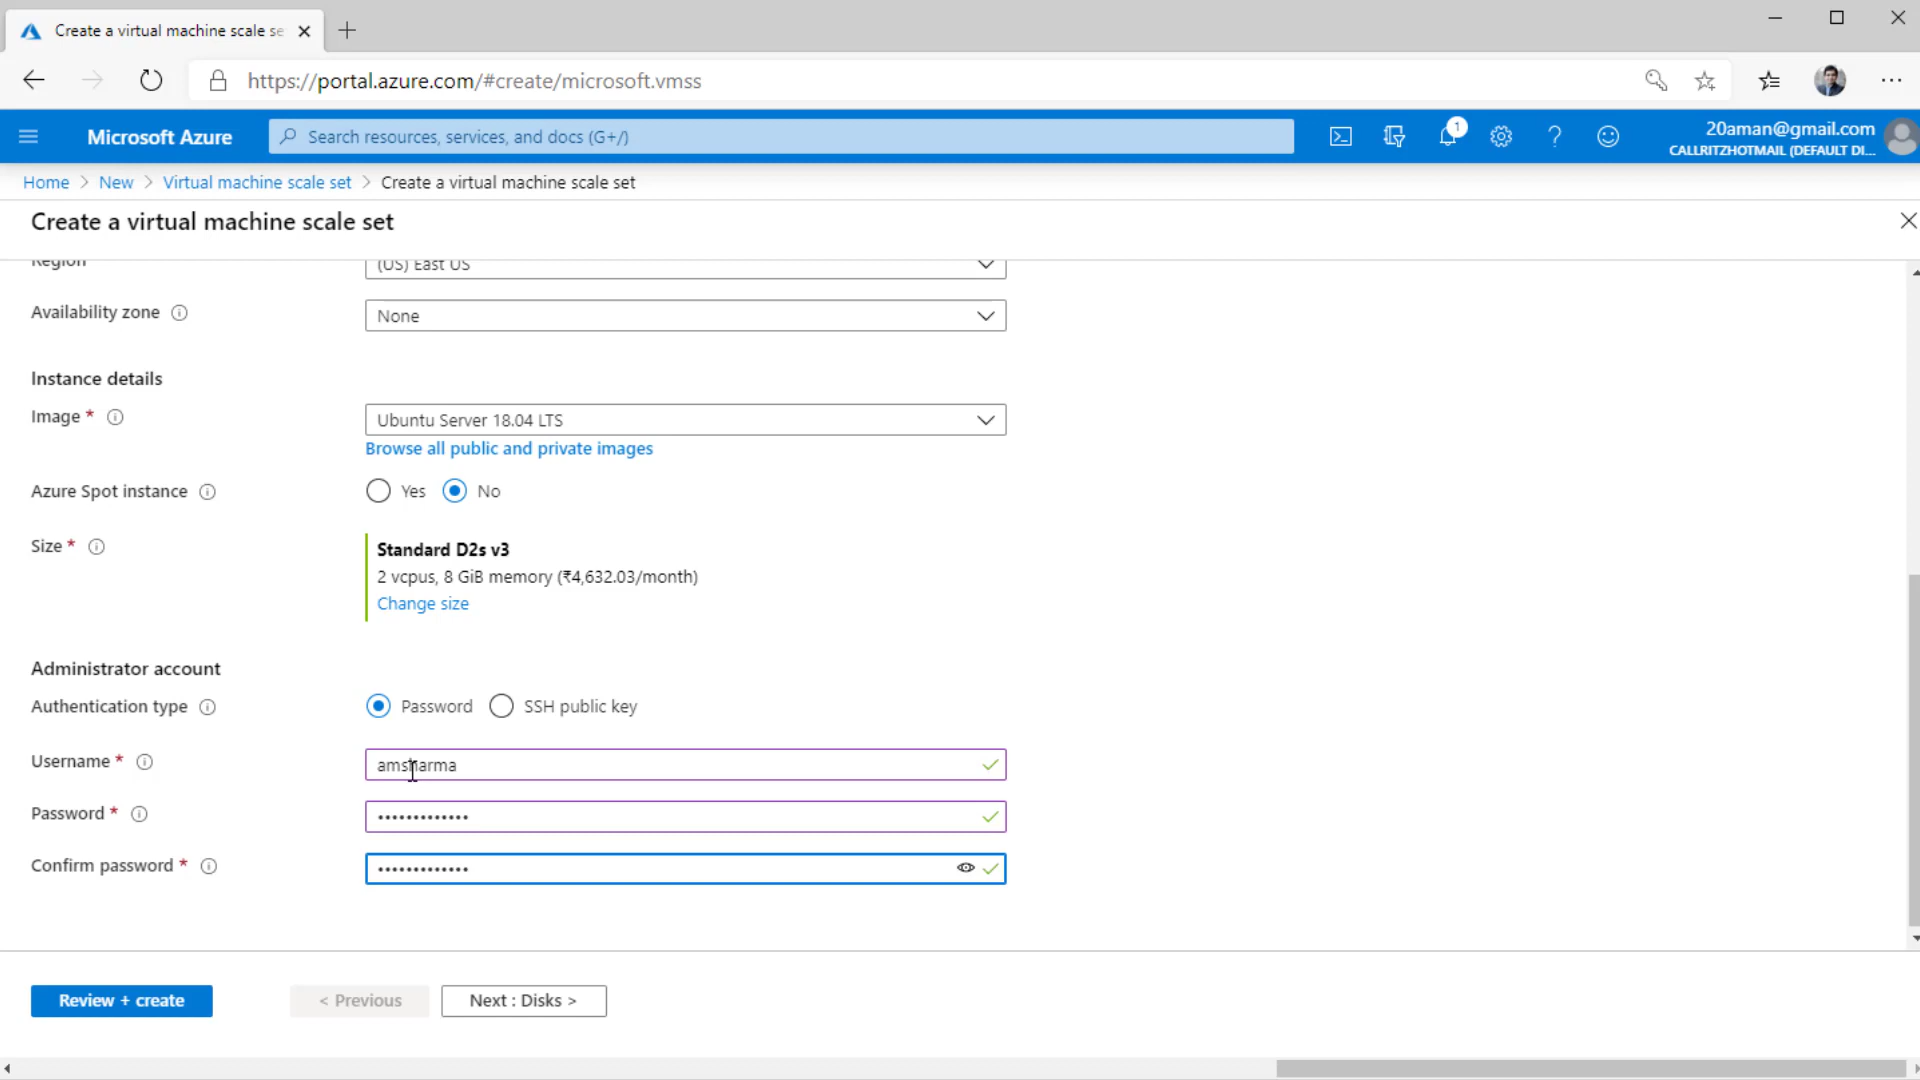 Create a virtual machine scale se
https://portal.azure.com/#create/microsoft.vmss
Microsoft Azure
Search resources, services, and docs (G+/)
1
20aman@gmail.com
CALLRITZHOTMAIL (DEFAULT DI...
Home > New > Virtual machine scale set > Create a virtual machine scale set
Create a virtual machine scale set
Region
(US) East US
Availability zone
None
Instance details
Image *
Ubuntu Server 18.04 LTS
Browse all public and private images
Azure Spot instance
Yes No
Size *
Standard D2s v3
2 vcpus, 8 GiB memory (₹4,632.03/month)
Change size
Administrator account
Authentication type
Password SSH public key
Username *
amsharma
Password *
•••••••••••••
Confirm password *
•••••••••••••
Review + create
< Previous
Next : Disks >